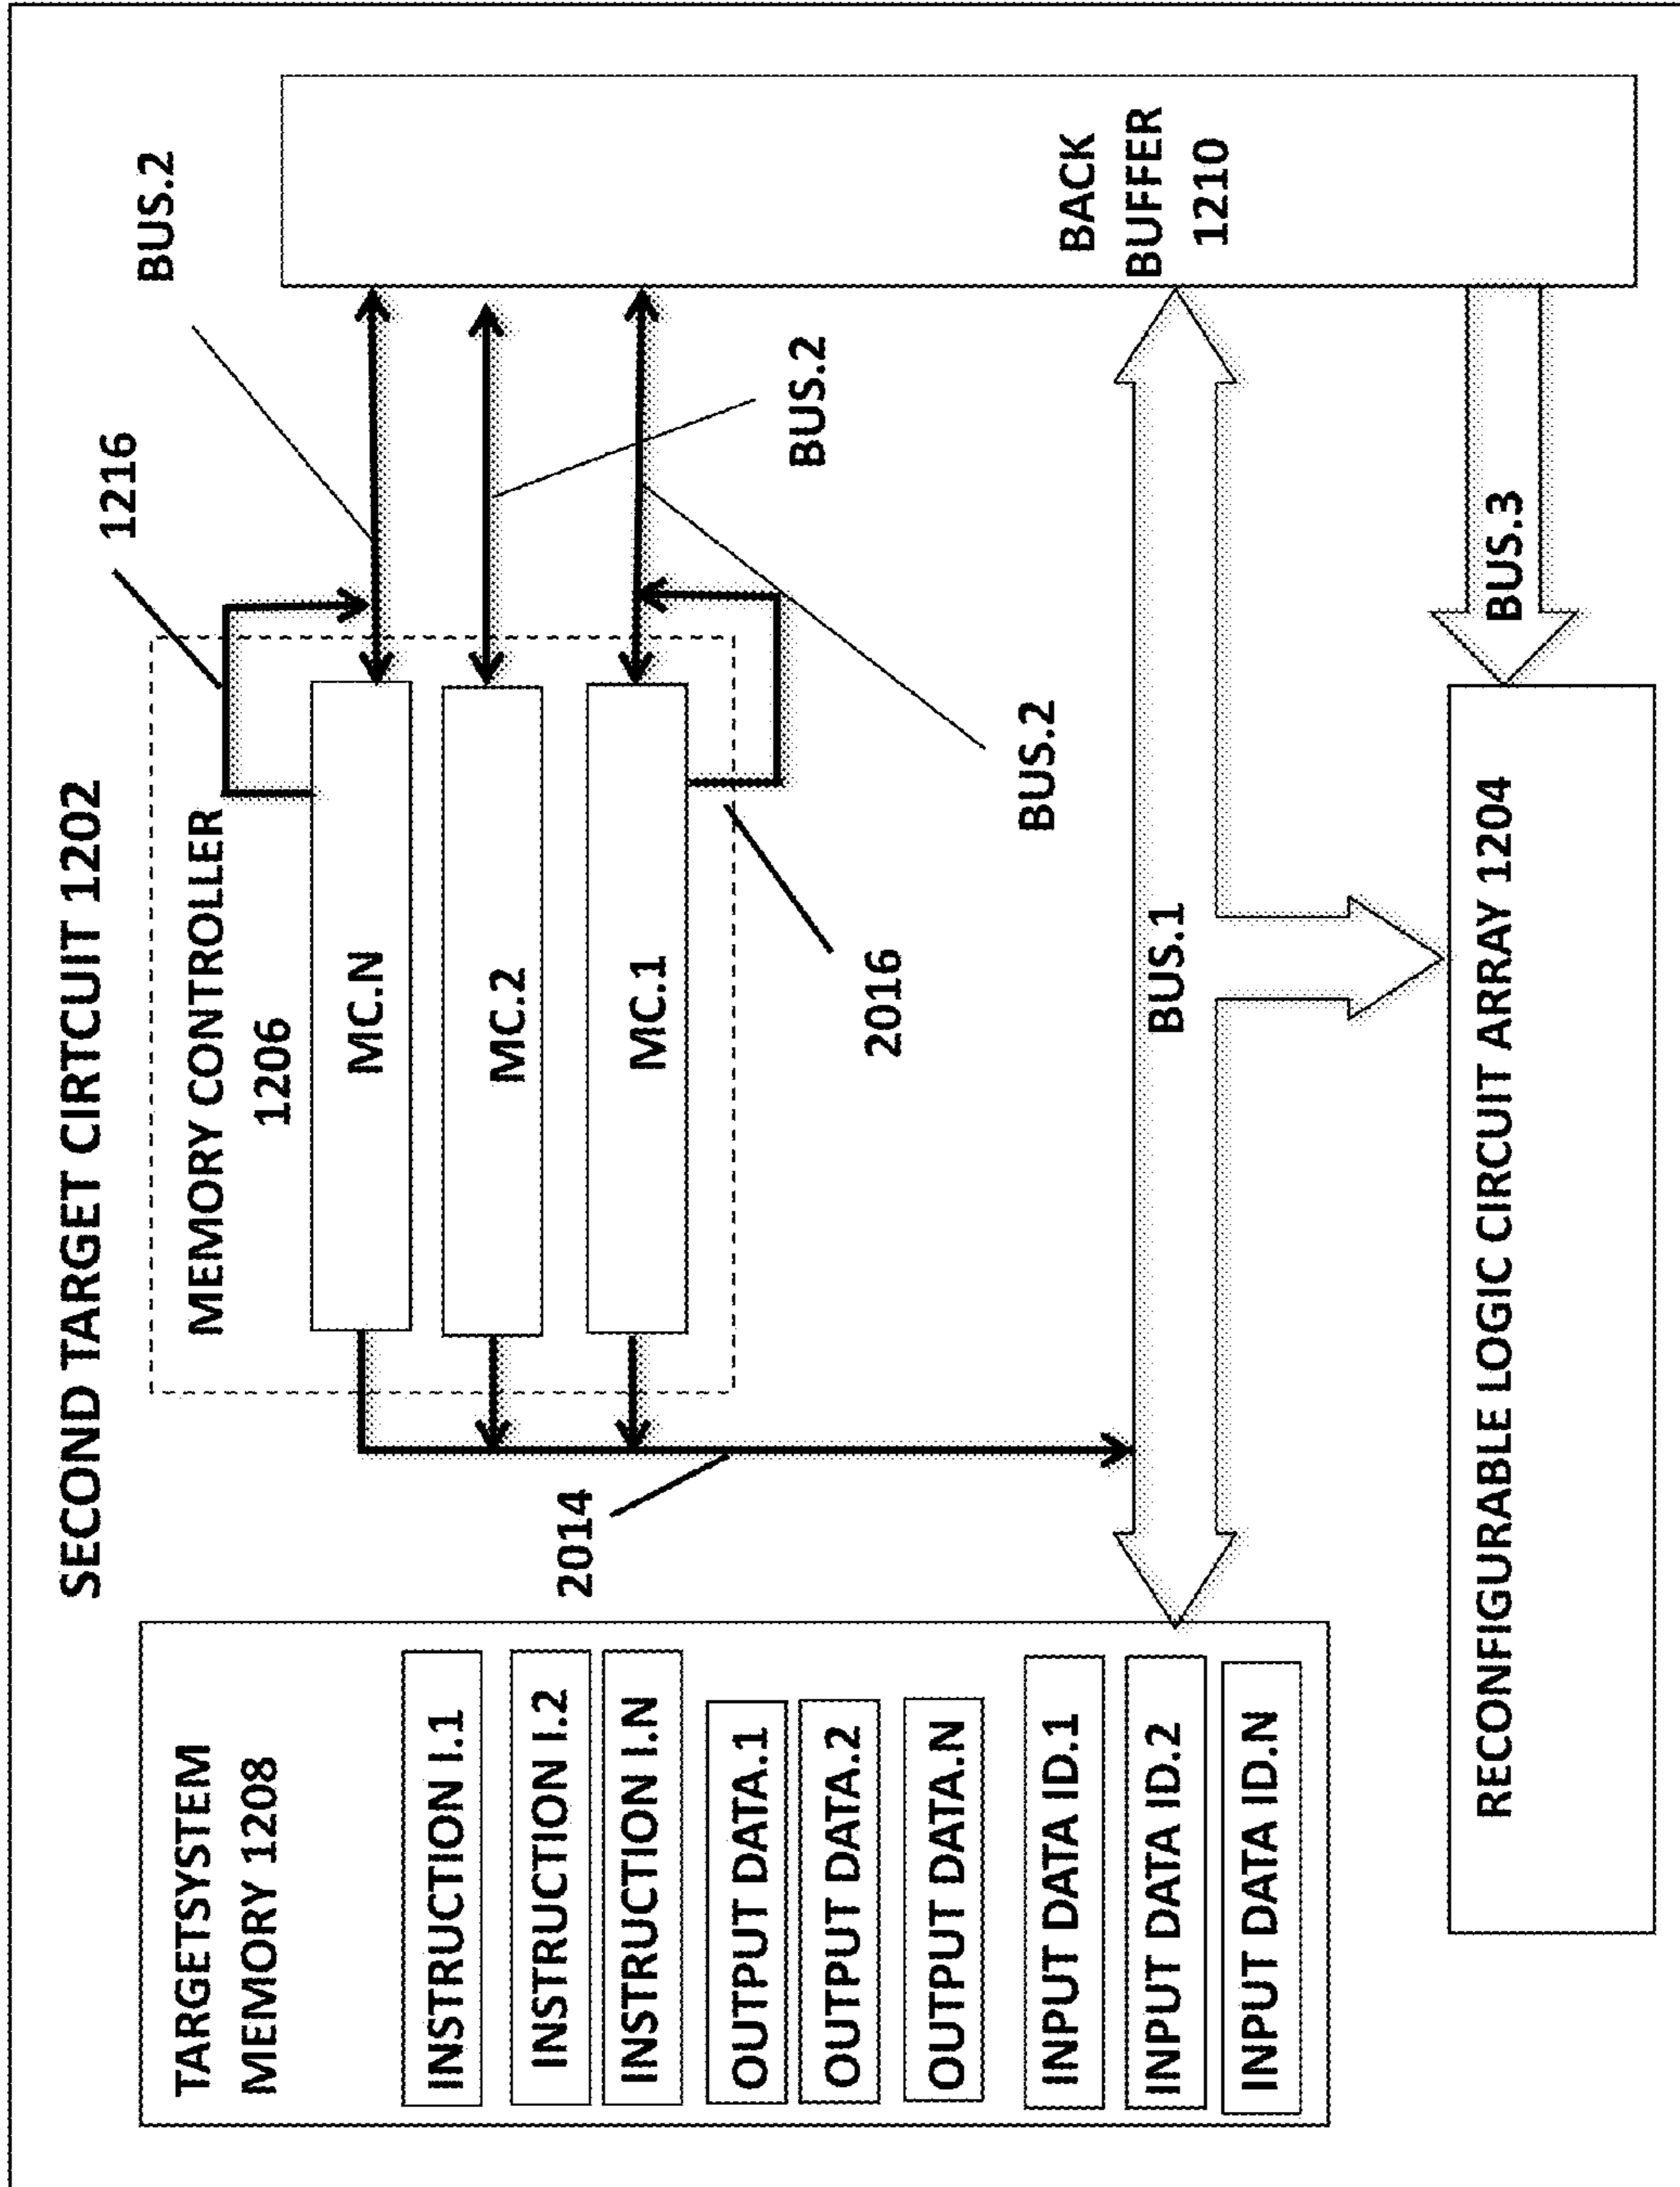 SECOND TARGET CIRTCUIT 1202
TARGETSYSTEM
MEMORY 1208
INSTRUCTION I.1
INSTRUCTION I.2
INSTRUCTION I.N
OUTPUT DATA.1
OUTPUT DATA.2
OUTPUT DATA.N
INPUT DATA ID.1
INPUT DATA ID.2
INPUT DATA ID.N
2014
MEMORY CONTROLLER
1206
MC.N
MC.2
MC.1
1216
2016
BUS.2
BUS.2
BUS.2
BACK
BUFFER
1210
BUS.1
BUS.3
RECONFIGURABLE LOGIC CIRCUIT ARRAY 1204